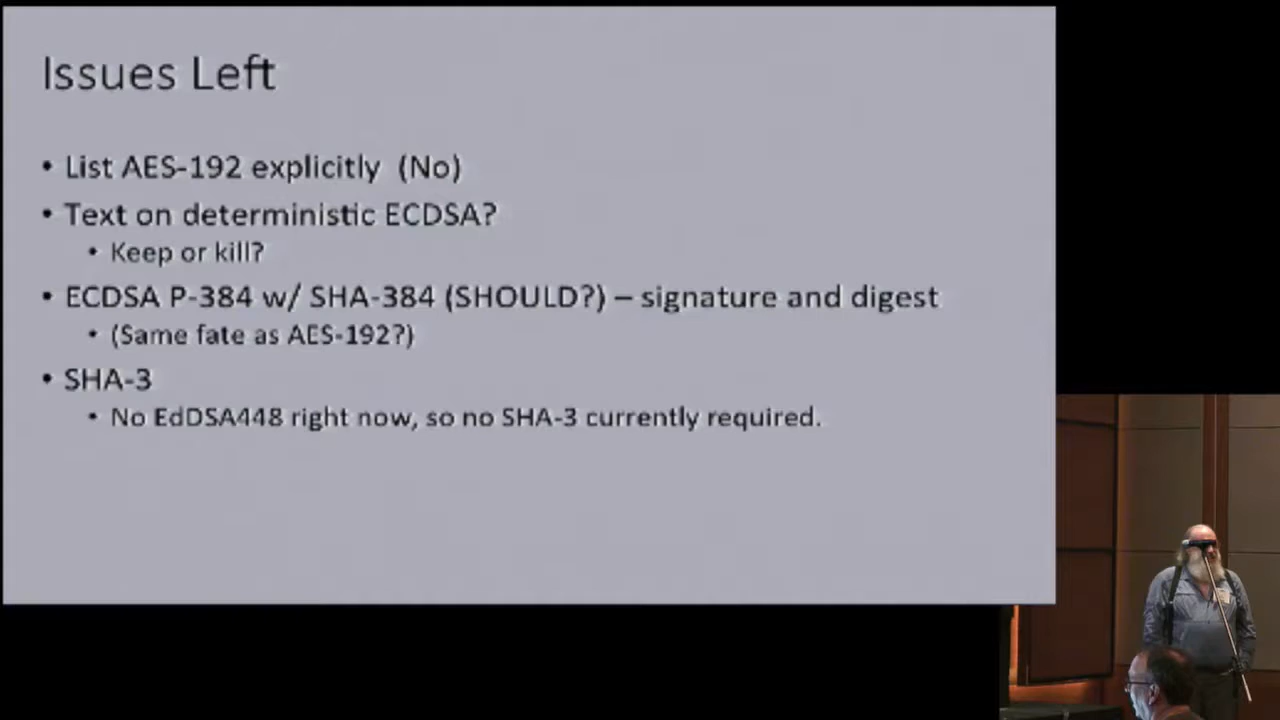 Issues Left
• List AES-192 explicitly (No)
• Text on deterministic ECDSA?
• Keep or kill?
• ECDSA P-384 w/ SHA-384 (SHOULD?) – signature and digest
• (Same fate as AES-192?)
• SHA-3
• No EdDSA448 right now, so no SHA-3 currently required.